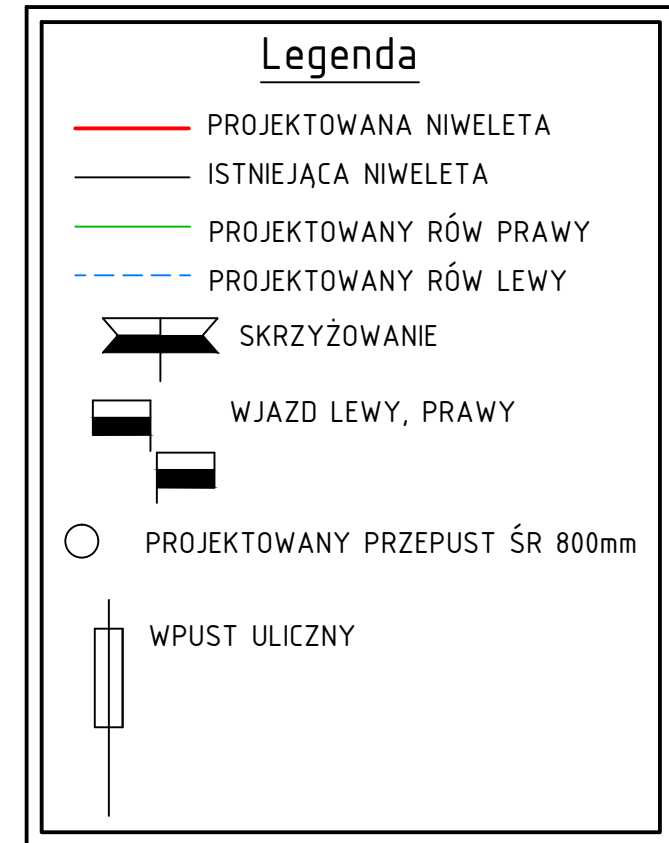 Legenda
PROJEKTOWANA NIWELETA
ISTNIEJĄCA NIWELETA
PROJEKTOWANY RÓW PRAWY
PROJEKTOWANY RÓW LEWY
SKRZYŻOWANIE
WJAZD LEWY, PRAWY
PROJEKTOWANY PRZEPUST ŚR 800mm
WPUST ULICZNY